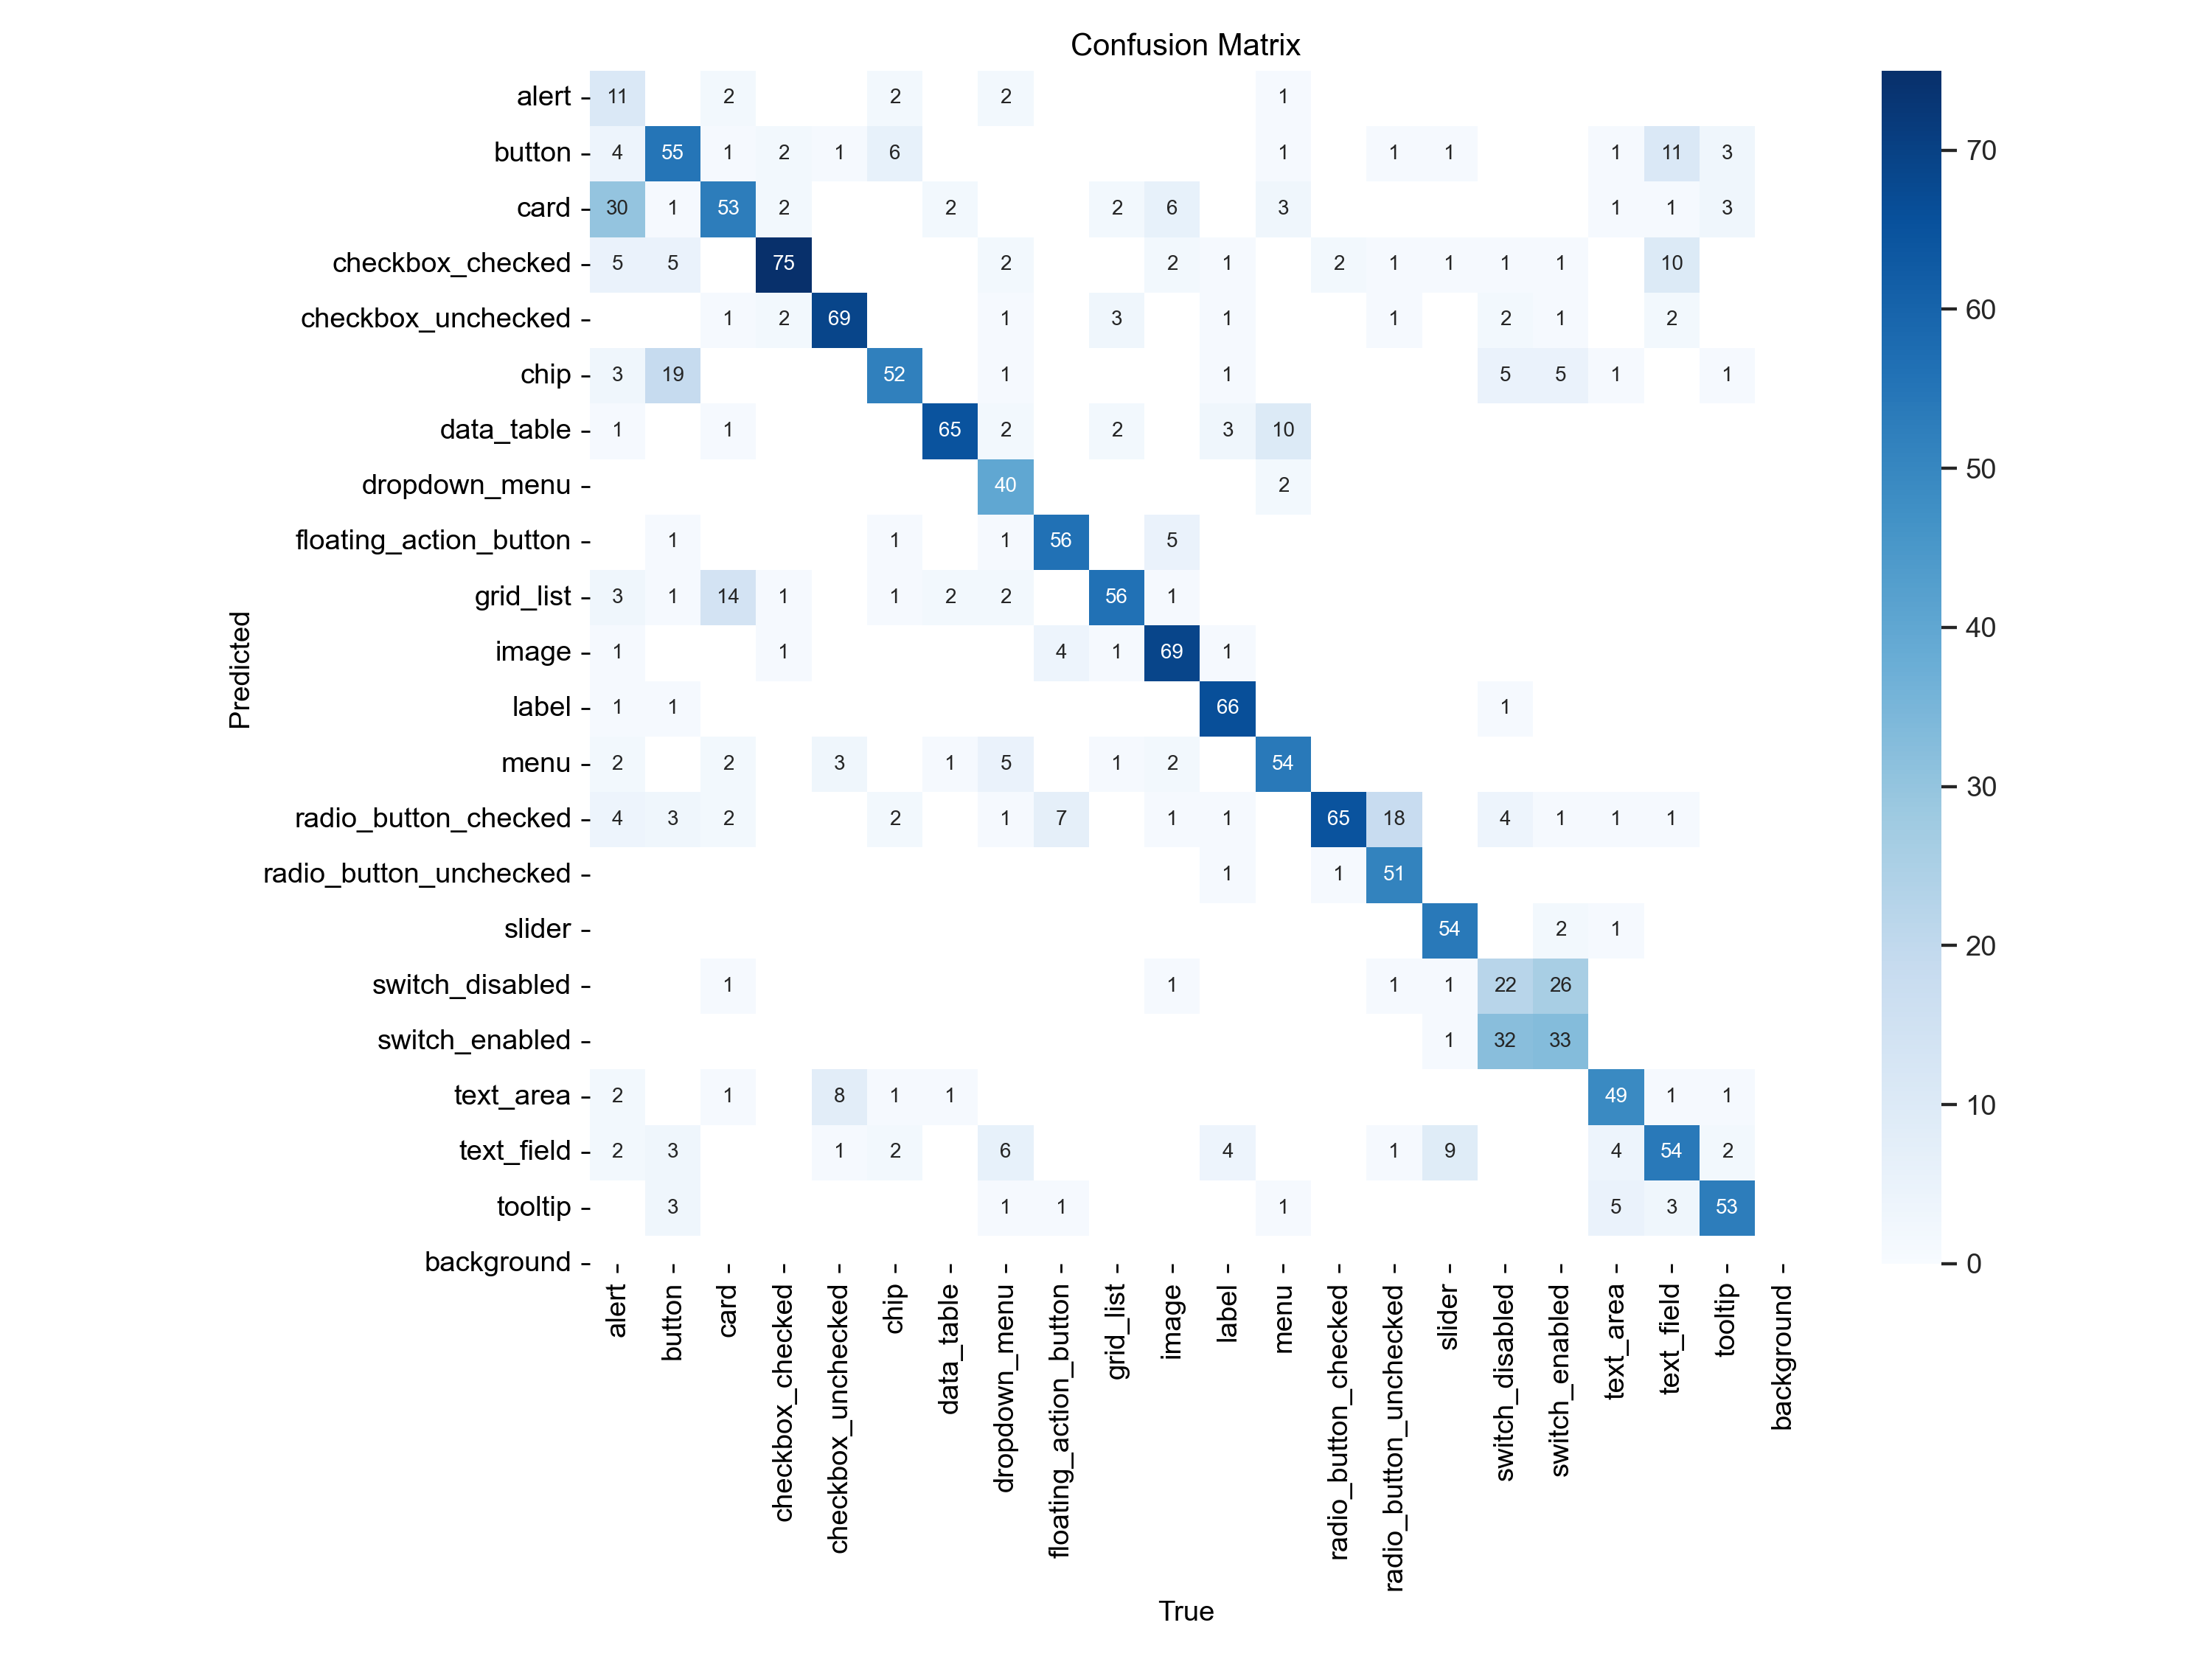 Confusion Matrix
alert 11 2 2 2 1
button 4 55 1 2 1 6 1 1 1 1 11 3
card 30 1 53 2 2 2 6 3 1 1 3
checkbox_checked 5 5 75 2 2 1 2 1 1 1 1 10
checkbox_unchecked 1 2 69 1 3 1 1 2 1 2
chip 3 19 52 1 1 5 5 1 1
data_table 1 1 65 2 2 3 10
dropdown_menu 40 2
floating_action_button 1 1 1 56 5
grid_list 3 1 14 1 1 2 2 56 1
image 1 1 4 1 69 1
label 1 1 66 1
menu 2 2 3 1 5 1 2 54
radio_button_checked 4 3 2 2 1 7 1 1 65 18 4 1 1 1
radio_button_unchecked 1 1 51
slider 54 2 1
switch_disabled 1 1 1 1 22 26
switch_enabled 1 32 33
text_area 2 1 8 1 1 49 1 1
text_field 2 3 1 2 6 4 1 9 4 54 2
tooltip 3 1 1 1 5 3 53
background
Predicted
alert
button
card
checkbox_checked
checkbox_unchecked
chip
data_table
dropdown_menu
floating_action_button
grid_list
image
label
menu
radio_button_checked
radio_button_unchecked
slider
switch_disabled
switch_enabled
text_area
text_field
tooltip
background
True
70
60
50
40
30
20
10
0